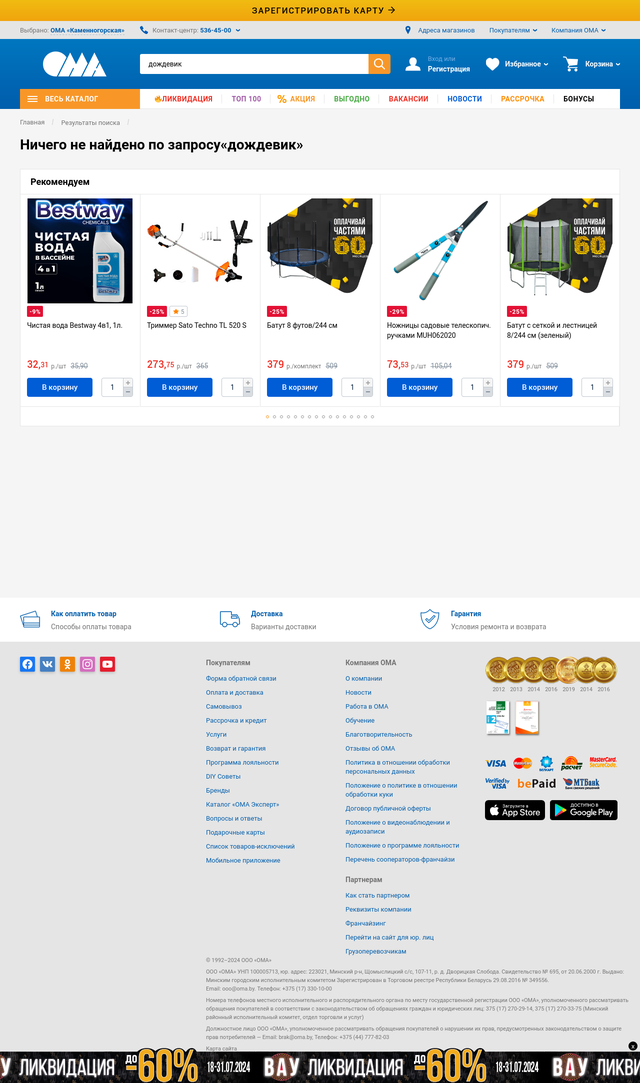 ЗАРЕГИСТРИРОВАТЬ КАРТУ →
Выбрано: ОМА «Каменногорская»
Контакт-центр: 536-45-00
Адреса магазинов
Покупателям
Компания ОМА
ОМА
дождевик
Вход или
Регистрация
Избранное
Корзина
ВЕСЬ КАТАЛОГ
ЛИКВИДАЦИЯ
ТОП 100
% АКЦИЯ
ВЫГОДНО
ВАКАНСИИ
НОВОСТИ
РАССРОЧКА
БОНУСЫ
Главная / Результаты поиска /
Ничего не найдено по запросу«дождевик»
Рекомендуем
Bestway
CHEMICALS
ЧИСТАЯ
ВОДА
В БАССЕЙНЕ
4 в 1
1л
-9%
Чистая вода Bestway 4в1, 1л.
32,31 р./шт 35,90
В корзину
1
-25%
5
Триммер Sato Techno TL 520 S
273,75 р./шт 365
В корзину
1
ОПЛАЧИВАЙ
ЧАСТЯМИ
60
-25%
Батут 8 футов/244 см
379 р./комплект 509
В корзину
1
-29%
Ножницы садовые телескопич.
ручками MUH062020
73,53 р./шт 105,04
В корзину
1
ОПЛАЧИВАЙ
ЧАСТЯМИ
60
-25%
Батут с сеткой и лестницей
8/244 см (зеленый)
379 р./шт 509
В корзину
1
Как оплатить товар
Способы оплаты товара
Доставка
Варианты доставки
Гарантия
Условия ремонта и возврата
Покупателям
Форма обратной связи
Оплата и доставка
Самовывоз
Рассрочка и кредит
Услуги
Возврат и гарантия
Программа лояльности
DIY Советы
Бренды
Каталог «ОМА Эксперт»
Вопросы и ответы
Подарочные карты
Список товаров-исключений
Мобильное приложение
Компания ОМА
О компании
Новости
Работа в ОМА
Обучение
Благотворительность
Отзывы об ОМА
Политика в отношении обработки
персональных данных
Положение о политике в отношении
обработки куки
Договор публичной оферты
Положение о видеонаблюдении и
аудиозаписи
Положение о программе лояльности
Перечень сооператоров-франчайзи
Партнерам
Как стать партнером
Реквизиты компании
Франчайзинг
Перейти на сайт для юр. лиц
Грузоперевозчикам
2012 2013 2014 2016 2019 2014 2016
VISA
MasterCard
БЕЛКАРТ
расчет
MasterCard.
SecureCode.
Verified by
VISA
bePaid
МТБанк
Загрузите в
App Store
ДОСТУПНО В
Google Play
© 1992–2024 ООО «ОМА»
ООО «ОМА» УНП 100005713, юр. адрес: 223021, Минский р-н, Щомыслицкий с/с, 107-11, р. д. Дворицкая Слобода. Свидетельство № 695, от 20.06.2000 г. Выдано:
Минским городским исполнительным комитетом Зарегистрирован в Торговом реестре Республики Беларусь 29.08.2016 № 349556.
Email: ooo@oma.by. Телефон: +375 (17) 330-10-00
Номера телефонов местного исполнительного и распорядительного органа по месту государственной регистрации ООО «ОМА», уполномоченного рассматривать
обращения покупателей в соответствии с законодательством об обращениях граждан и юридических лиц: 375 (17) 270-29-14, 375 (17) 270-33-75 (Минский
районный исполнительный комитет, отдел торговли и услуг)
Должностное лицо ООО «ОМА», уполномоченное рассматривать обращения покупателей о нарушении их прав, предусмотренных законодательством о защите
прав потребителей — Email: brak@oma.by, Телефон: +375 (44) 777-82-03
Карта сайта
x
У ЛИКВИДАЦИЯ до -60% 18-31.07.2024 ВАУ ЛИКВИДАЦИЯ до -60% 18-31.07.2024 ВАУ ЛИКВИ